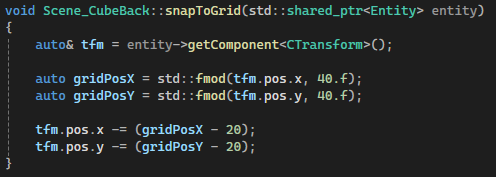 void Scene_CubeBack::snapToGrid(std::shared_ptr<Entity> entity)
{
auto& tfm = entity->getComponent<CTransform>();
auto gridPosX = std::fmod(tfm.pos.x, 40.f);
auto gridPosY = std::fmod(tfm.pos.y, 40.f);
tfm.pos.x -= (gridPosX - 20);
tfm.pos.y -= (gridPosY - 20);
}